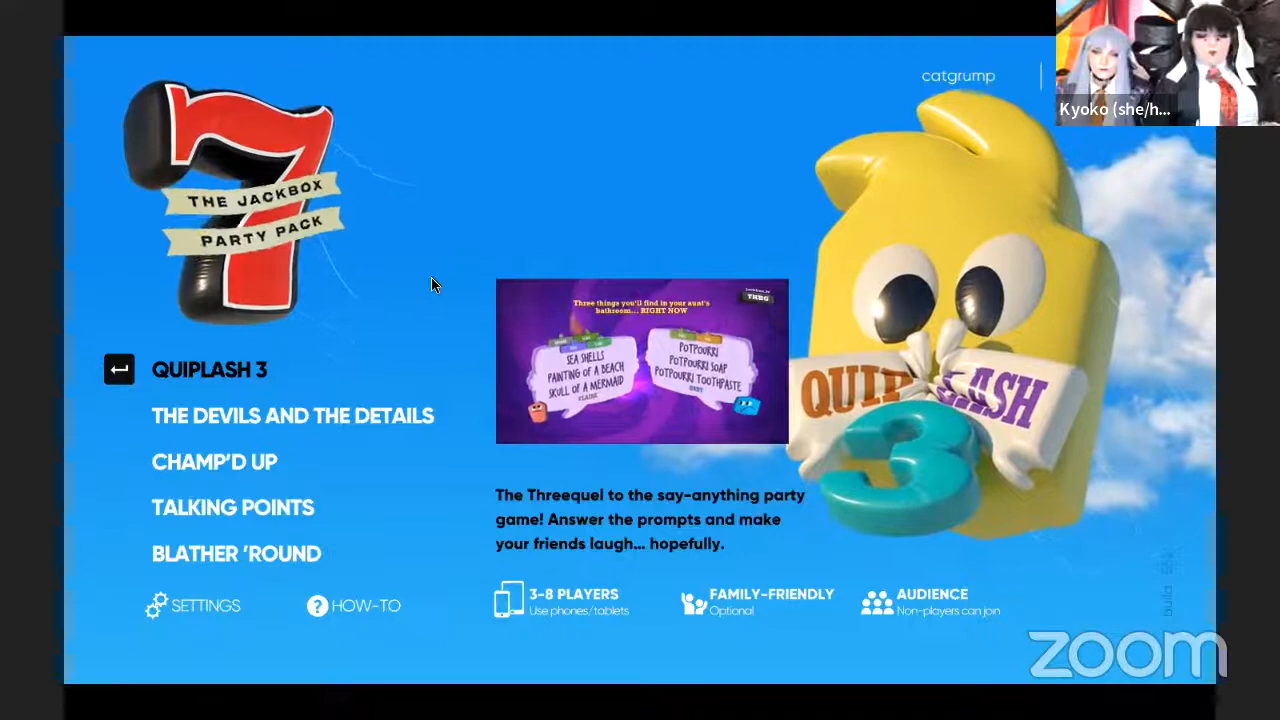 catgrump
Kyoko (she/h...
7
THE JACKBOX
PARTY PACK
Three things you'll find in your aunt's
bathroom... RIGHT NOW
SEA SHELLS
PAINTING OF A BEACH
SKULL OF A MERMAID
POTPOURRI
POTPOURRI SOAP
POTPOURRI TOOTHPASTE
QUIPLASH
3
QUIPLASH 3
THE DEVILS AND THE DETAILS
CHAMP'D UP
TALKING POINTS
BLATHER 'ROUND
The Threequel to the say-anything party
game! Answer the prompts and make
your friends laugh... hopefully.
SETTINGS
? HOW-TO
3-8 PLAYERS
Use phones/tablets
FAMILY-FRIENDLY
Optional
AUDIENCE
Non-players can join
zoom